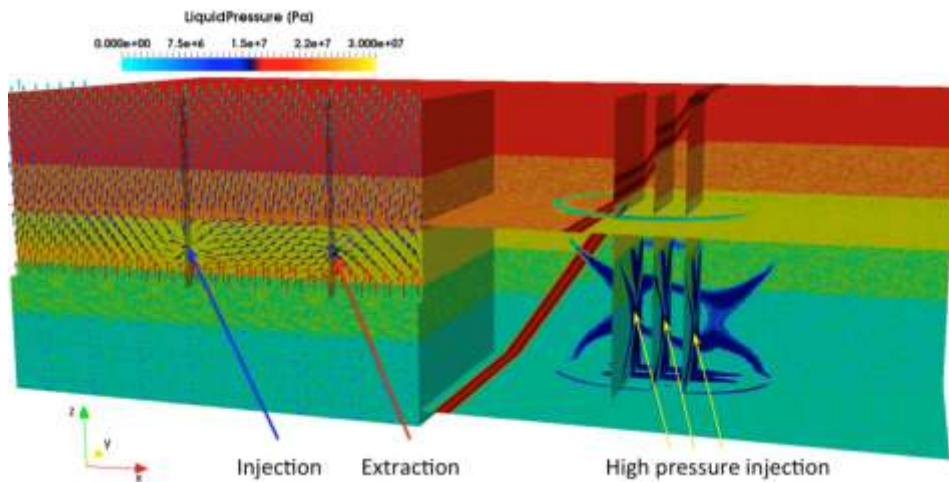 LiquidPressure (Pa)
0.000e+00 7.5e+6 1.5e+7 2.2e+7 3.000e+07
z
y
x
Injection Extraction High pressure injection